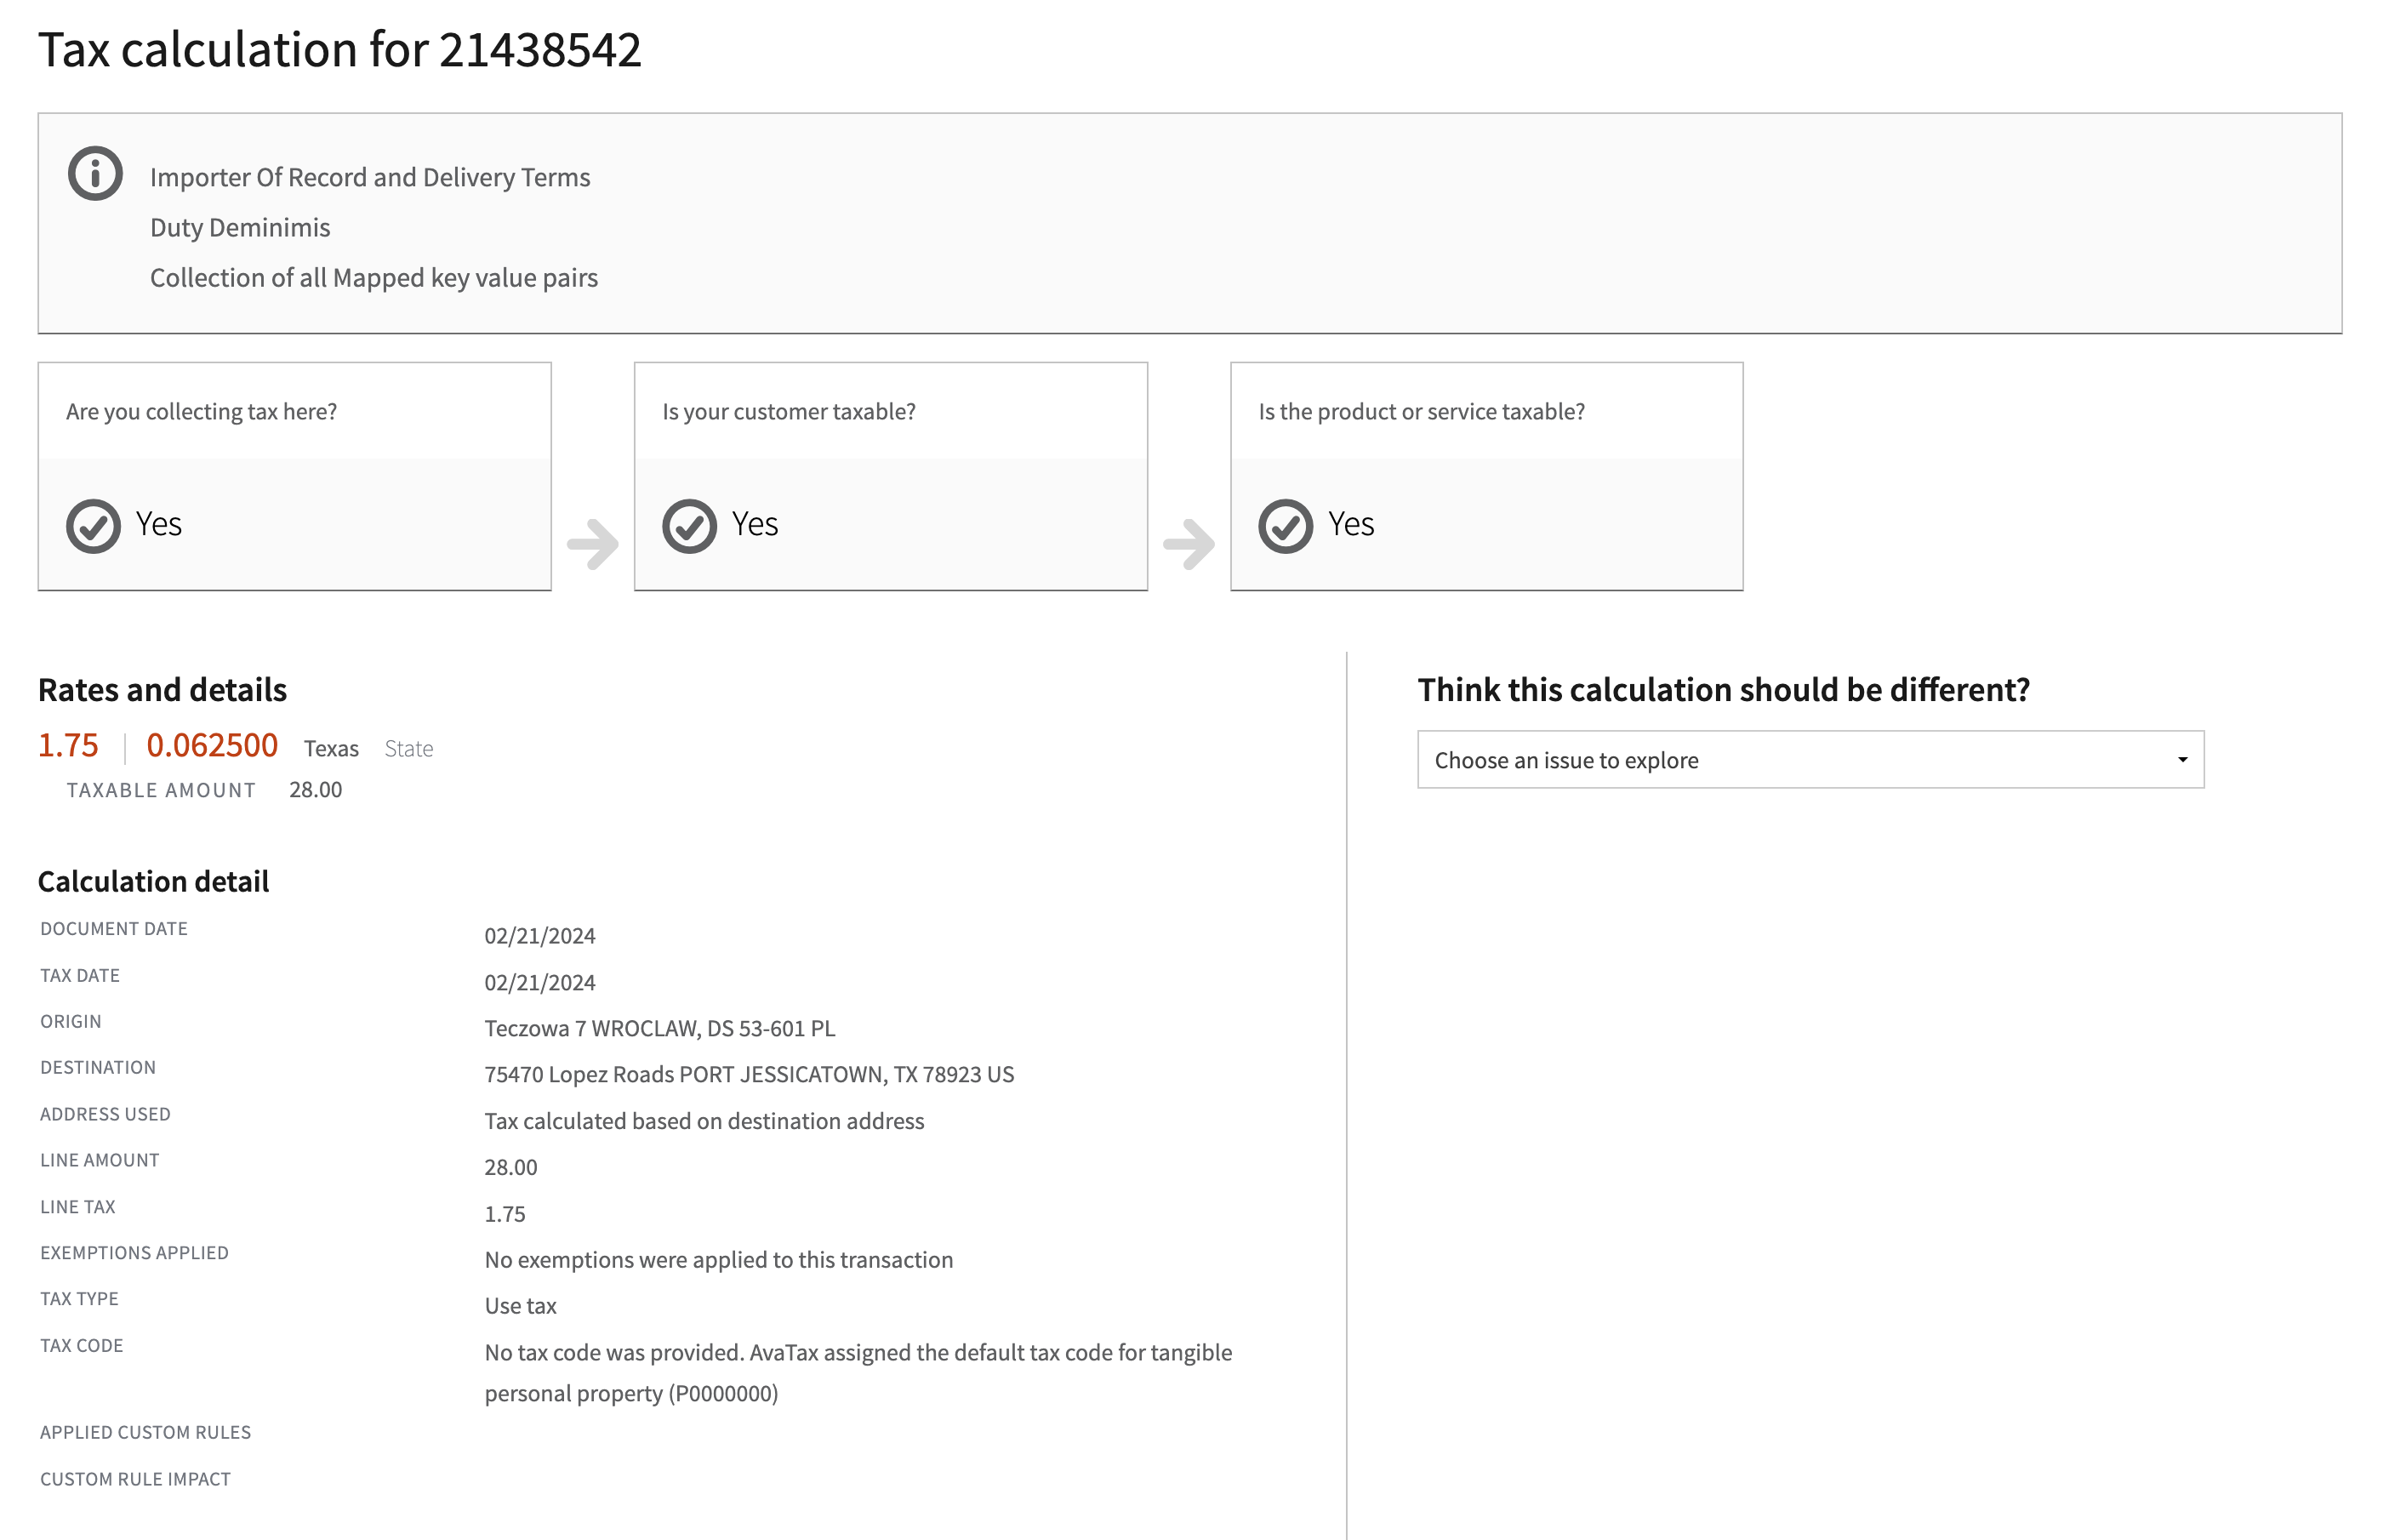 Tax calculation for 21438542
Importer Of Record and Delivery Terms
Duty Deminimis
Collection of all Mapped key value pairs
Are you collecting tax here?
Yes
Is your customer taxable?
Yes
Is the product or service taxable?
Yes
Rates and details
1.75 0.062500 Texas State
TAXABLE AMOUNT 28.00
Calculation detail
DOCUMENT DATE 02/21/2024
TAX DATE 02/21/2024
ORIGIN Teczowa 7 WROCLAW, DS 53-601 PL
DESTINATION 75470 Lopez Roads PORT JESSICATOWN, TX 78923 US
ADDRESS USED Tax calculated based on destination address
LINE AMOUNT 28.00
LINE TAX 1.75
EXEMPTIONS APPLIED No exemptions were applied to this transaction
TAX TYPE Use tax
TAX CODE No tax code was provided. AvaTax assigned the default tax code for tangible
personal property (P0000000)
APPLIED CUSTOM RULES
CUSTOM RULE IMPACT
Think this calculation should be different?
Choose an issue to explore